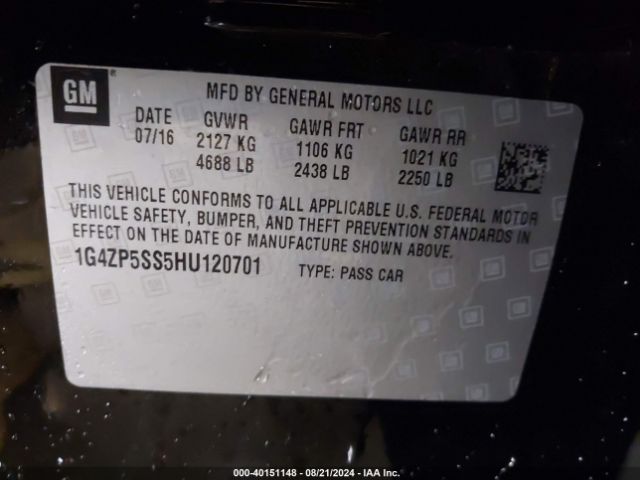 GM ®
MFD BY GENERAL MOTORS LLC
DATE GVWR GAWR FRT GAWR RR
07/16 2127 KG 1106 KG 1021 KG
4688 LB 2438 LB 2250 LB
THIS VEHICLE CONFORMS TO ALL APPLICABLE U.S. FEDERAL MOTOR
VEHICLE SAFETY, BUMPER, AND THEFT PREVENTION STANDARDS IN
EFFECT ON THE DATE OF MANUFACTURE SHOWN ABOVE.
1G4ZP5SS5HU120701 TYPE: PASS CAR
000-40151148 - 08/21/2024 - IAA Inc.